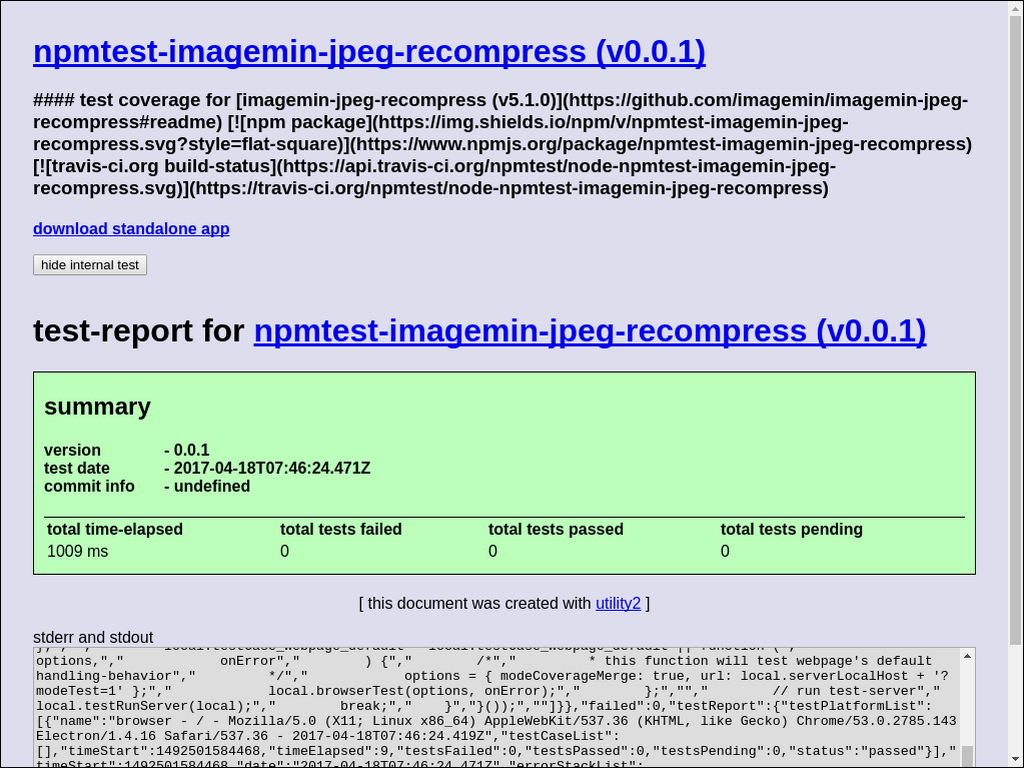 npmtest-imagemin-jpeg-recompress (v0.0.1)
#### test coverage for [imagemin-jpeg-recompress (v5.1.0)](https://github.com/imagemin/imagemin-jpeg-
recompress#readme) [![npm package](https://img.shields.io/npm/v/npmtest-imagemin-jpeg-
recompress.svg?style=flat-square)](https://www.npmjs.org/package/npmtest-imagemin-jpeg-recompress)
[![travis-ci.org build-status](https://api.travis-ci.org/npmtest/node-npmtest-imagemin-jpeg-
recompress.svg)](https://travis-ci.org/npmtest/node-npmtest-imagemin-jpeg-recompress)
download standalone app
hide internal test
test-report for npmtest-imagemin-jpeg-recompress (v0.0.1)
summary
version - 0.0.1
test date - 2017-04-18T07:46:24.471Z
commit info - undefined
total time-elapsed total tests failed total tests passed total tests pending
1009 ms 0 0 0
[ this document was created with utility2 ]
stderr and stdout
options,"," onError"," ) {"," /*"," * this function will test webpage's default
handling-behavior"," */"," options = { modeCoverageMerge: true, url: local.serverLocalHost + '?
modeTest=1' };"," local.browserTest(options, onError);"," };",""," // run test-server","
local.testRunServer(local);"," break;"," }","}());",""]}},"failed":0,"testReport":{"testPlatformList":
[{"name":"browser - / - Mozilla/5.0 (X11; Linux x86_64) AppleWebKit/537.36 (KHTML, like Gecko) Chrome/53.0.2785.143
Electron/1.4.16 Safari/537.36 - 2017-04-18T07:46:24.419Z","testCaseList":
[],"timeStart":1492501584468,"timeElapsed":9,"testsFailed":0,"testsPassed":0,"testsPending":0,"status":"passed"}],"
timeStart":1492501584468,"date":"2017-04-18T07:46:24.471Z","errorStackList":